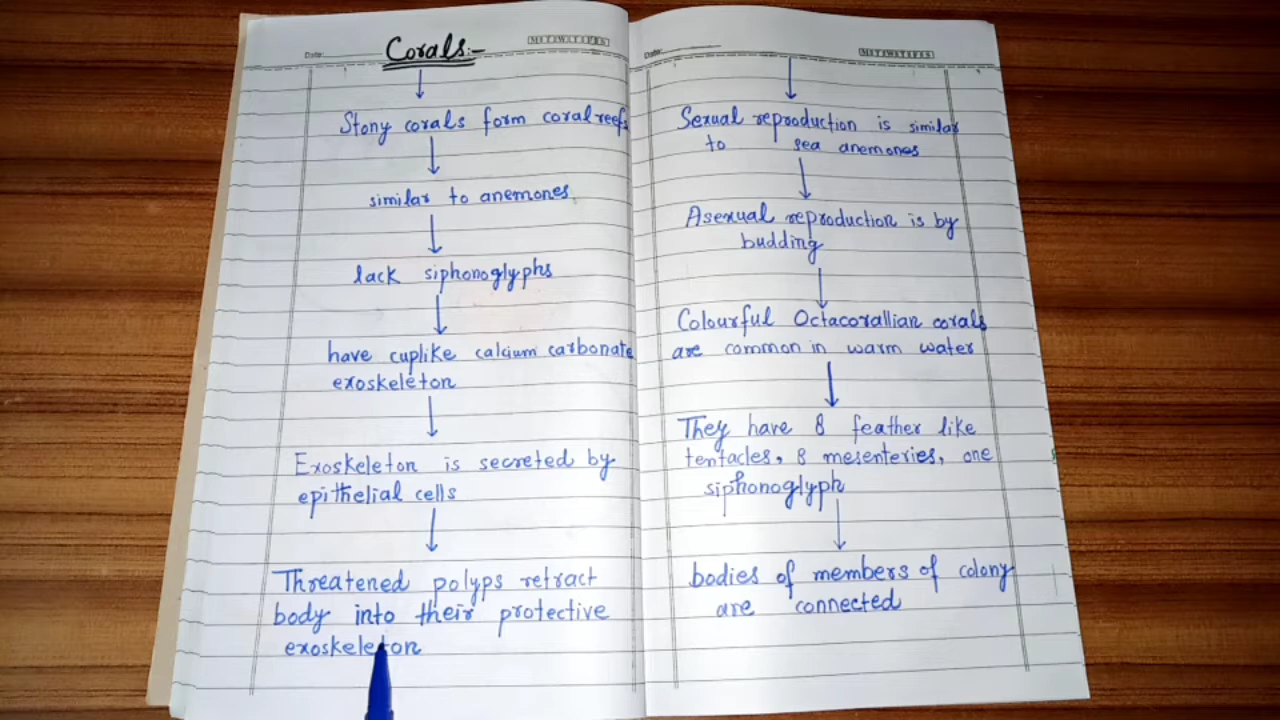 Date:
Corals:-
M T W T F S
Stony corals form coral reefs
similar to anemones
lack siphonoglyphs
have cuplike calcium carbonate
exoskeleton
Exoskeleton is secreted by
epithelial cells
Threatened polyps retract
body into their protective
exoskeleton
Date:
M T W T F S
Sexual reproduction is similar
to sea anemones
Asexual reproduction is by
budding
Colourful Octacorallian corals
are common in warm water
They have 8 feather like
tentacles, 8 mesenteries, one
siphonoglyph
bodies of members of colony
are connected